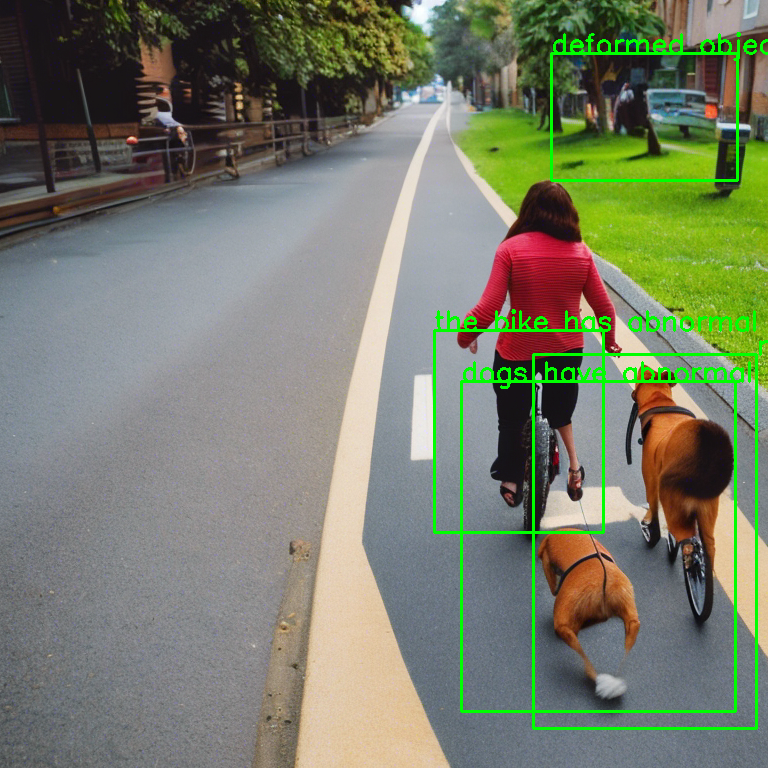 deformed objec
the bike has abnormal
dogs have abnormal